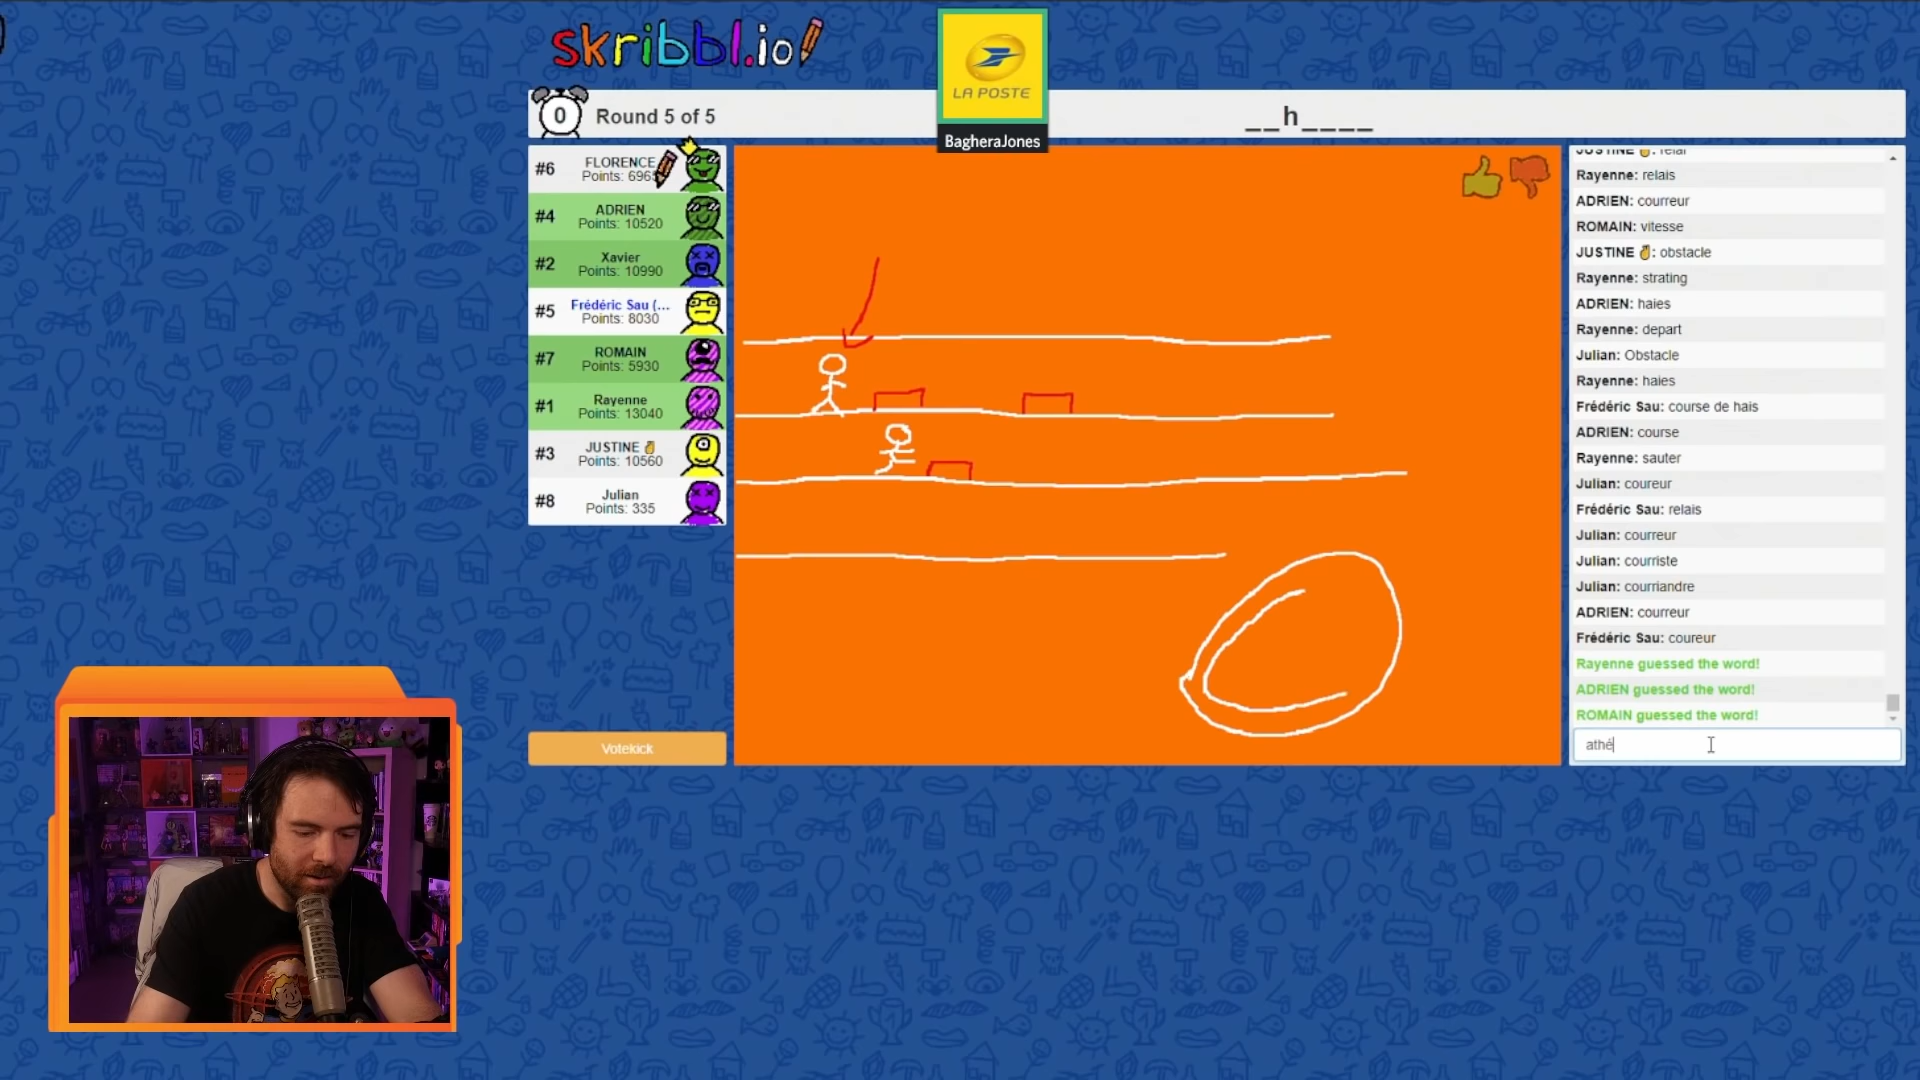 skribbl.io
LA POSTE
BagheraJones
0
Round 5 of 5
__h____
#6
FLORENCE
Points: 6965
#4
ADRIEN
Points: 10520
#2
Xavier
Points: 10990
#5
Frédéric Sau (...
Points: 8030
#7
ROMAIN
Points: 5930
#1
Rayenne
Points: 13040
#3
JUSTINE ✌
Points: 10560
#8
Julian
Points: 335
Votekick
JUSTINE ✌: relai
Rayenne: relais
ADRIEN: courreur
ROMAIN: vitesse
JUSTINE ✌: obstacle
Rayenne: strating
ADRIEN: haies
Rayenne: depart
Julian: Obstacle
Rayenne: haies
Frédéric Sau: course de hais
ADRIEN: course
Rayenne: sauter
Julian: coureur
Frédéric Sau: relais
Julian: courreur
Julian: courriste
Julian: courriandre
ADRIEN: courreur
Frédéric Sau: coureur
Rayenne guessed the word!
ADRIEN guessed the word!
ROMAIN guessed the word!
athé